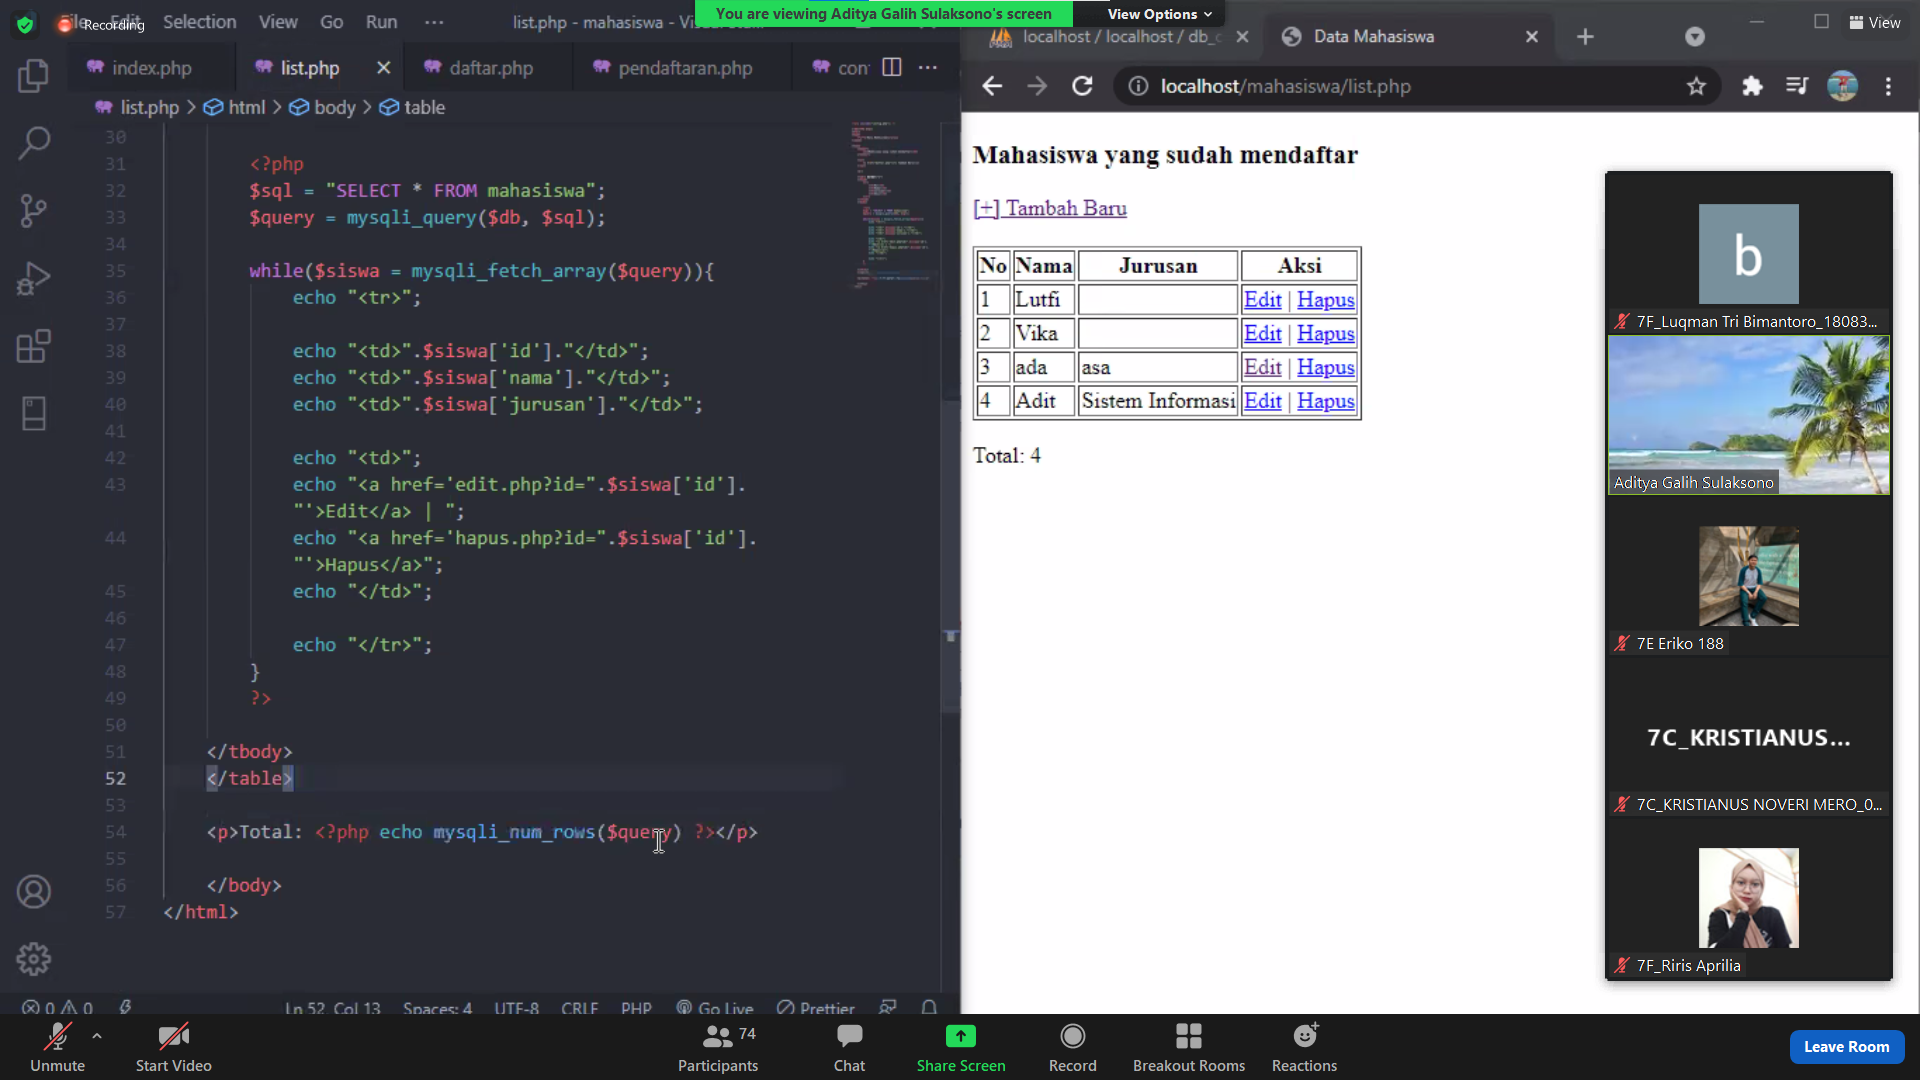 Recording
File Edit Selection View Go Run ···
You are viewing Aditya Galih Sulaksono's screen
View Options
View
index.php
list.php
daftar.php
pendaftaran.php
con
···
list.php > html > body > table
30
31 <?php
32 $sql = "SELECT * FROM mahasiswa";
33 $query = mysqli_query($db, $sql);
34
35 while($siswa = mysqli_fetch_array($query)){
36 echo "<tr>";
37
38 echo "<td>".$siswa['id']."</td>";
39 echo "<td>".$siswa['nama']."</td>";
40 echo "<td>".$siswa['jurusan']."</td>";
41
42 echo "<td>";
43 echo "<a href='edit.php?id=".$siswa['id'].
"'>Edit</a> | ";
44 echo "<a href='hapus.php?id=".$siswa['id'].
"'>Hapus</a>";
45 echo "</td>";
46
47 echo "</tr>";
48 }
49 ?>
50
51 </tbody>
52 </table>
53
54 <p>Total: <?php echo mysqli_num_rows($query) ?></p>
55
56 </body>
57 </html>
0 0
Ln 52, Col 13
Spaces: 4
UTF-8
CRLF
PHP
Go Live
Prettier
localhost / localhost / db_
Data Mahasiswa
localhost/mahasiswa/list.php
Mahasiswa yang sudah mendaftar
[+] Tambah Baru
No Nama Jurusan Aksi
1 Lutfi Edit | Hapus
2 Vika Edit | Hapus
3 ada asa Edit | Hapus
4 Adit Sistem Informasi Edit | Hapus
Total: 4
b
7F_Luqman Tri Bimantoro_18083...
Aditya Galih Sulaksono
7E Eriko 188
7C_KRISTIANUS...
7C_KRISTIANUS NOVERI MERO_0...
7F_Riris Aprilia
Unmute
Start Video
74
Participants
Chat
Share Screen
Record
Breakout Rooms
Reactions
Leave Room